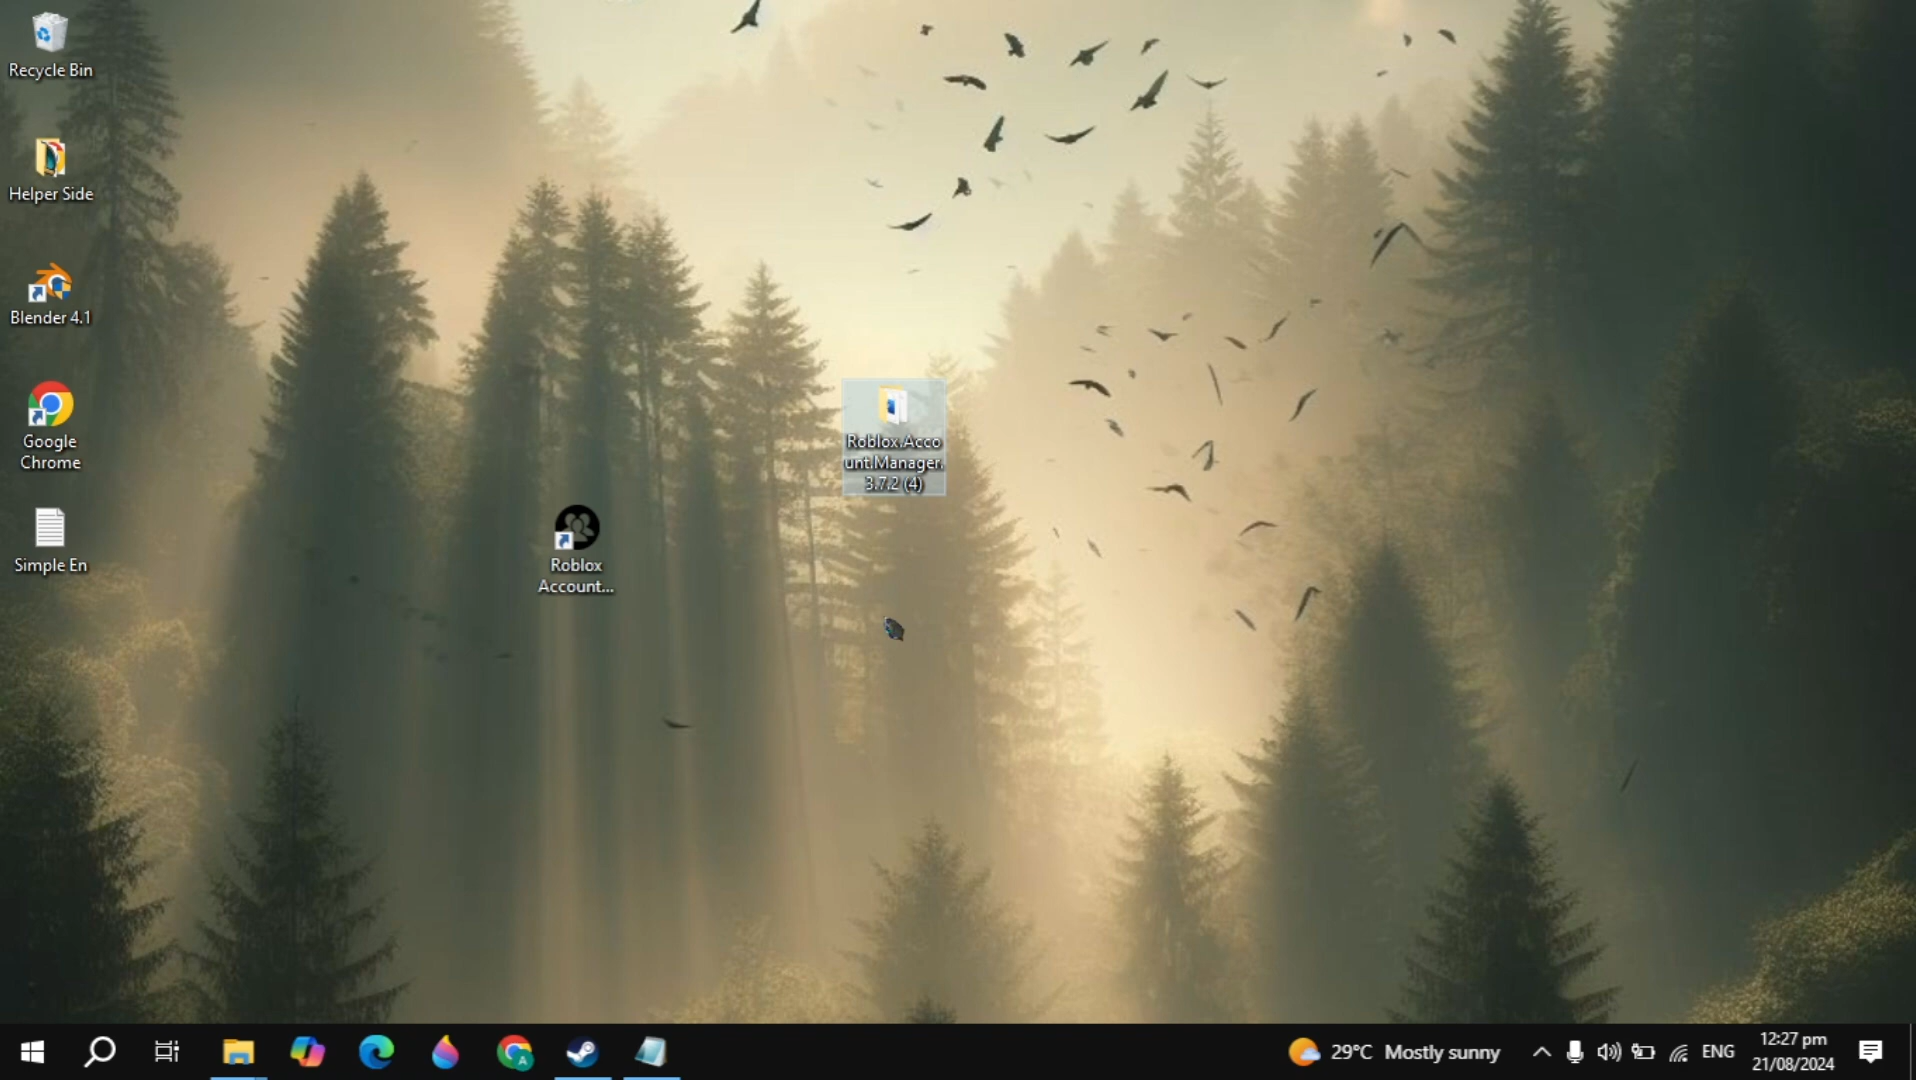 Recycle Bin
Helper Side
Blender 4.1
Google
Chrome
Simple En
Roblox
Account...
Roblox.Acco
unt.Manager.
3.7.2 (4)
A
29°C Mostly sunny
ENG
12:27 pm
21/08/2024